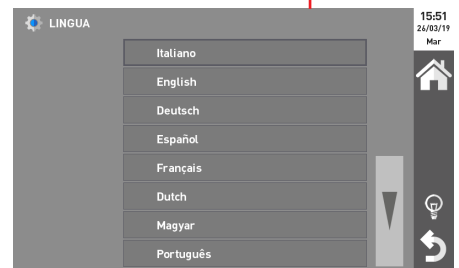 LINGUA
15:51
26/03/19
Mar
Italiano
English
Deutsch
Español
Français
Dutch
Magyar
Português